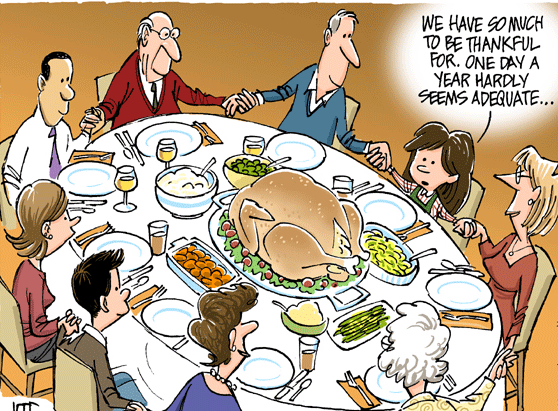 WE HAVE SO MUCH
TO BE THANKFUL
FOR. ONE DAY A
YEAR HARDLY
SEEMS ADEQUATE...